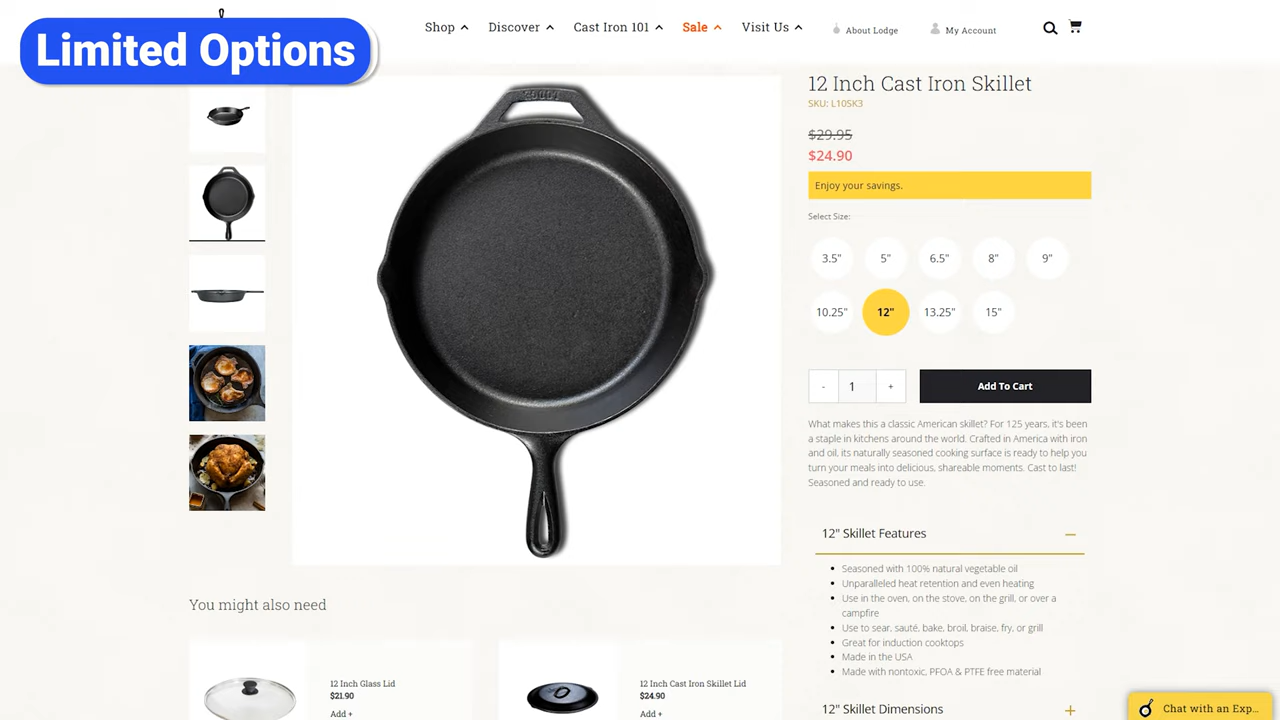 Limited Options
Shop
Discover
Cast Iron 101
Sale
Visit Us
About Lodge
My Account
12 Inch Cast Iron Skillet
SKU: L10SK3
$29.95
$24.90
Enjoy your savings.
Select Size:
3.5"
5"
6.5"
8"
9"
10.25"
12"
13.25"
15"
-
1
+
Add To Cart
What makes this a classic American skillet? For 125 years, it's been
a staple in kitchens around the world. Crafted in America with iron
and oil, its naturally seasoned cooking surface is ready to help you
turn your meals into delicious, shareable moments. Cast to last!
Seasoned and ready to use.
12" Skillet Features
Seasoned with 100% natural vegetable oil
Unparalleled heat retention and even heating
Use in the oven, on the stove, on the grill, or over a
campfire
Use to sear, sauté, bake, broil, braise, fry, or grill
Great for induction cooktops
Made in the USA
Made with nontoxic, PFOA & PTFE free material
12" Skillet Dimensions
You might also need
12 Inch Glass Lid
$21.90
Add +
12 Inch Cast Iron Skillet Lid
$24.90
Add +
Chat with an Exp...